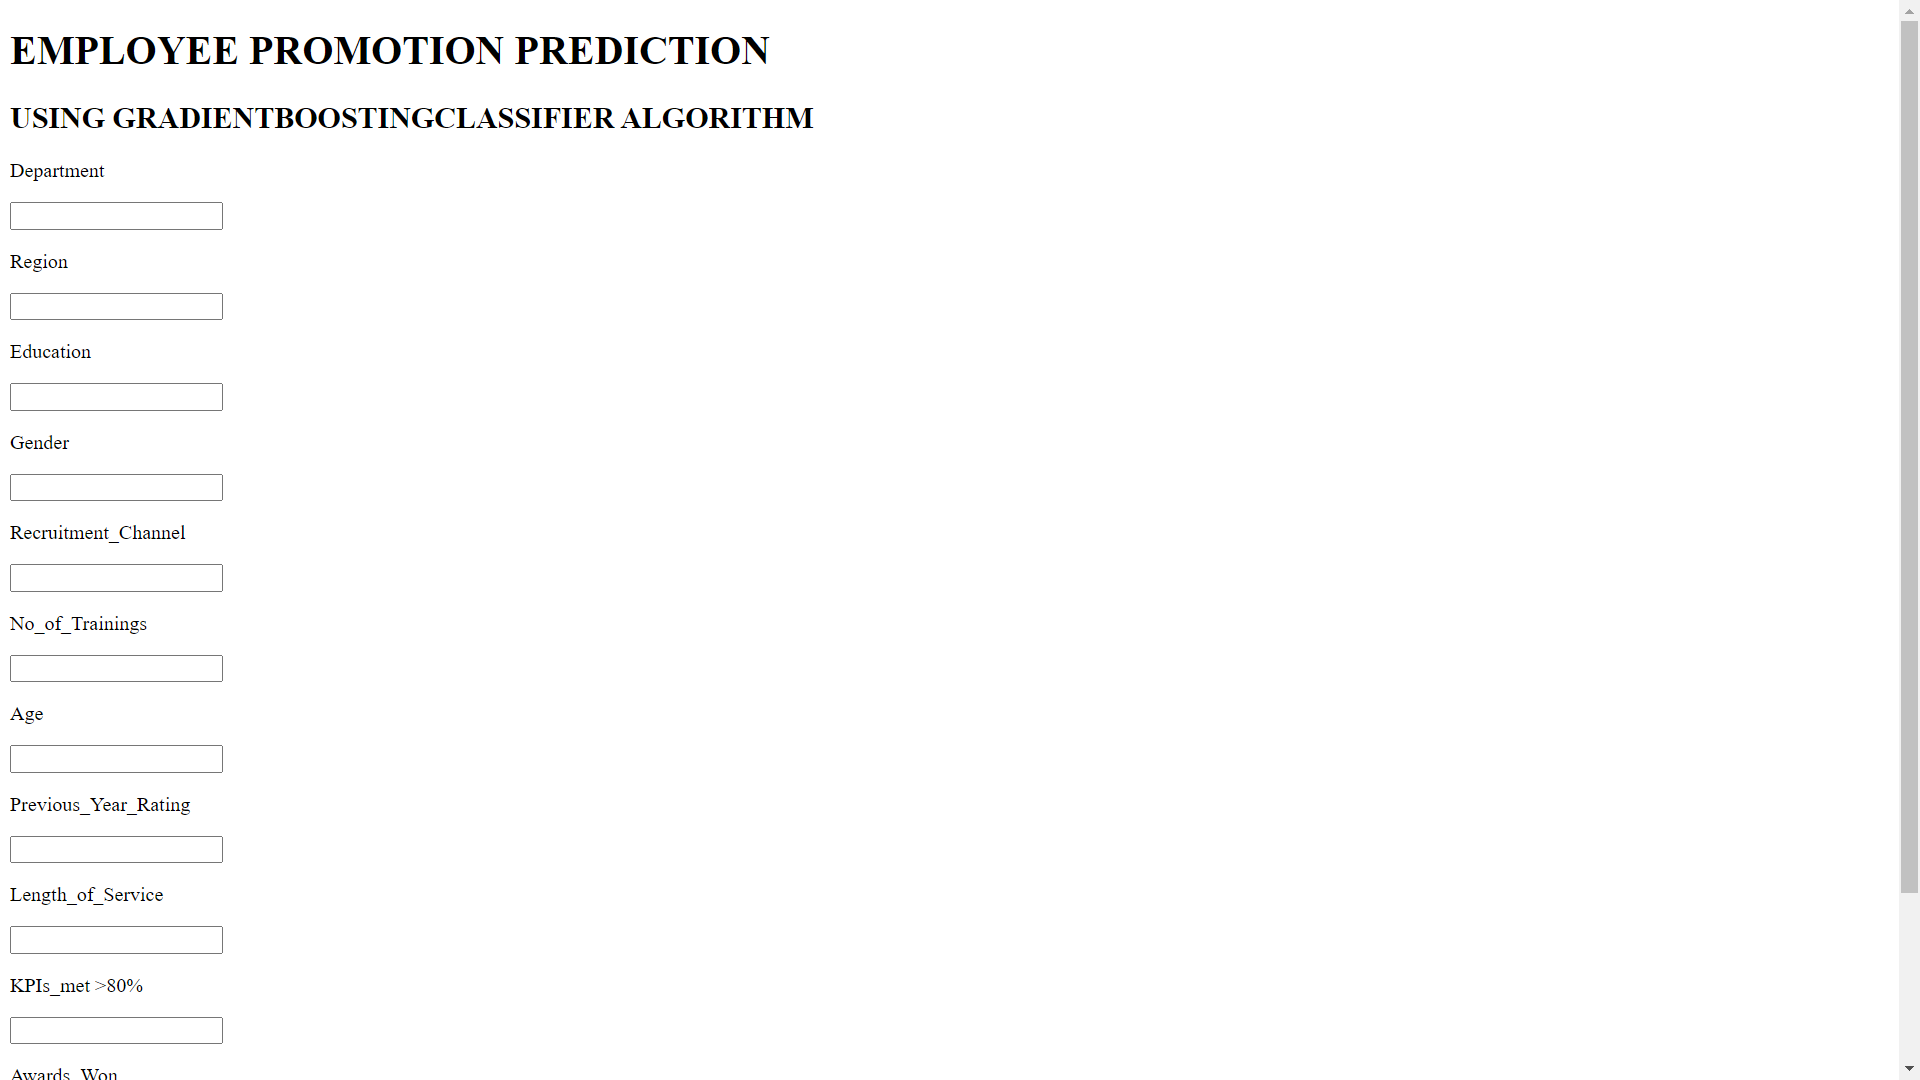 EMPLOYEE PROMOTION PREDICTION
USING GRADIENTBOOSTINGCLASSIFIER ALGORITHM
Department
Region
Education
Gender
Recruitment_Channel
No_of_Trainings
Age
Previous_Year_Rating
Length_of_Service
KPIs_met >80%
Awards_Won